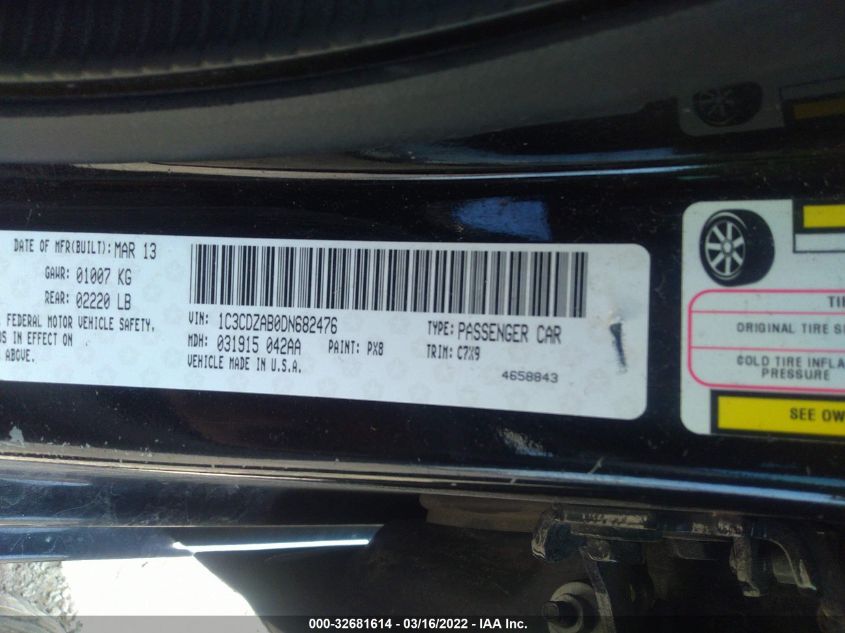 DATE OF MFR(BUILT): MAR 13
GAWR: 01007 KG
REAR: 02220 LB
FEDERAL MOTOR VEHICLE SAFETY,
US IN EFFECT ON
ABOVE.
VIN: 1C3CDZAB0DN682476
TYPE: PASSENGER CAR
MDH: 031915 042AA
PAINT: PX8
TRIM: C7X9
VEHICLE MADE IN U.S.A.
4658843
TIR
ORIGINAL TIRE S
COLD TIRE INFLA
PRESSURE
SEE OW
000-32681614 - 03/16/2022 - IAA Inc.